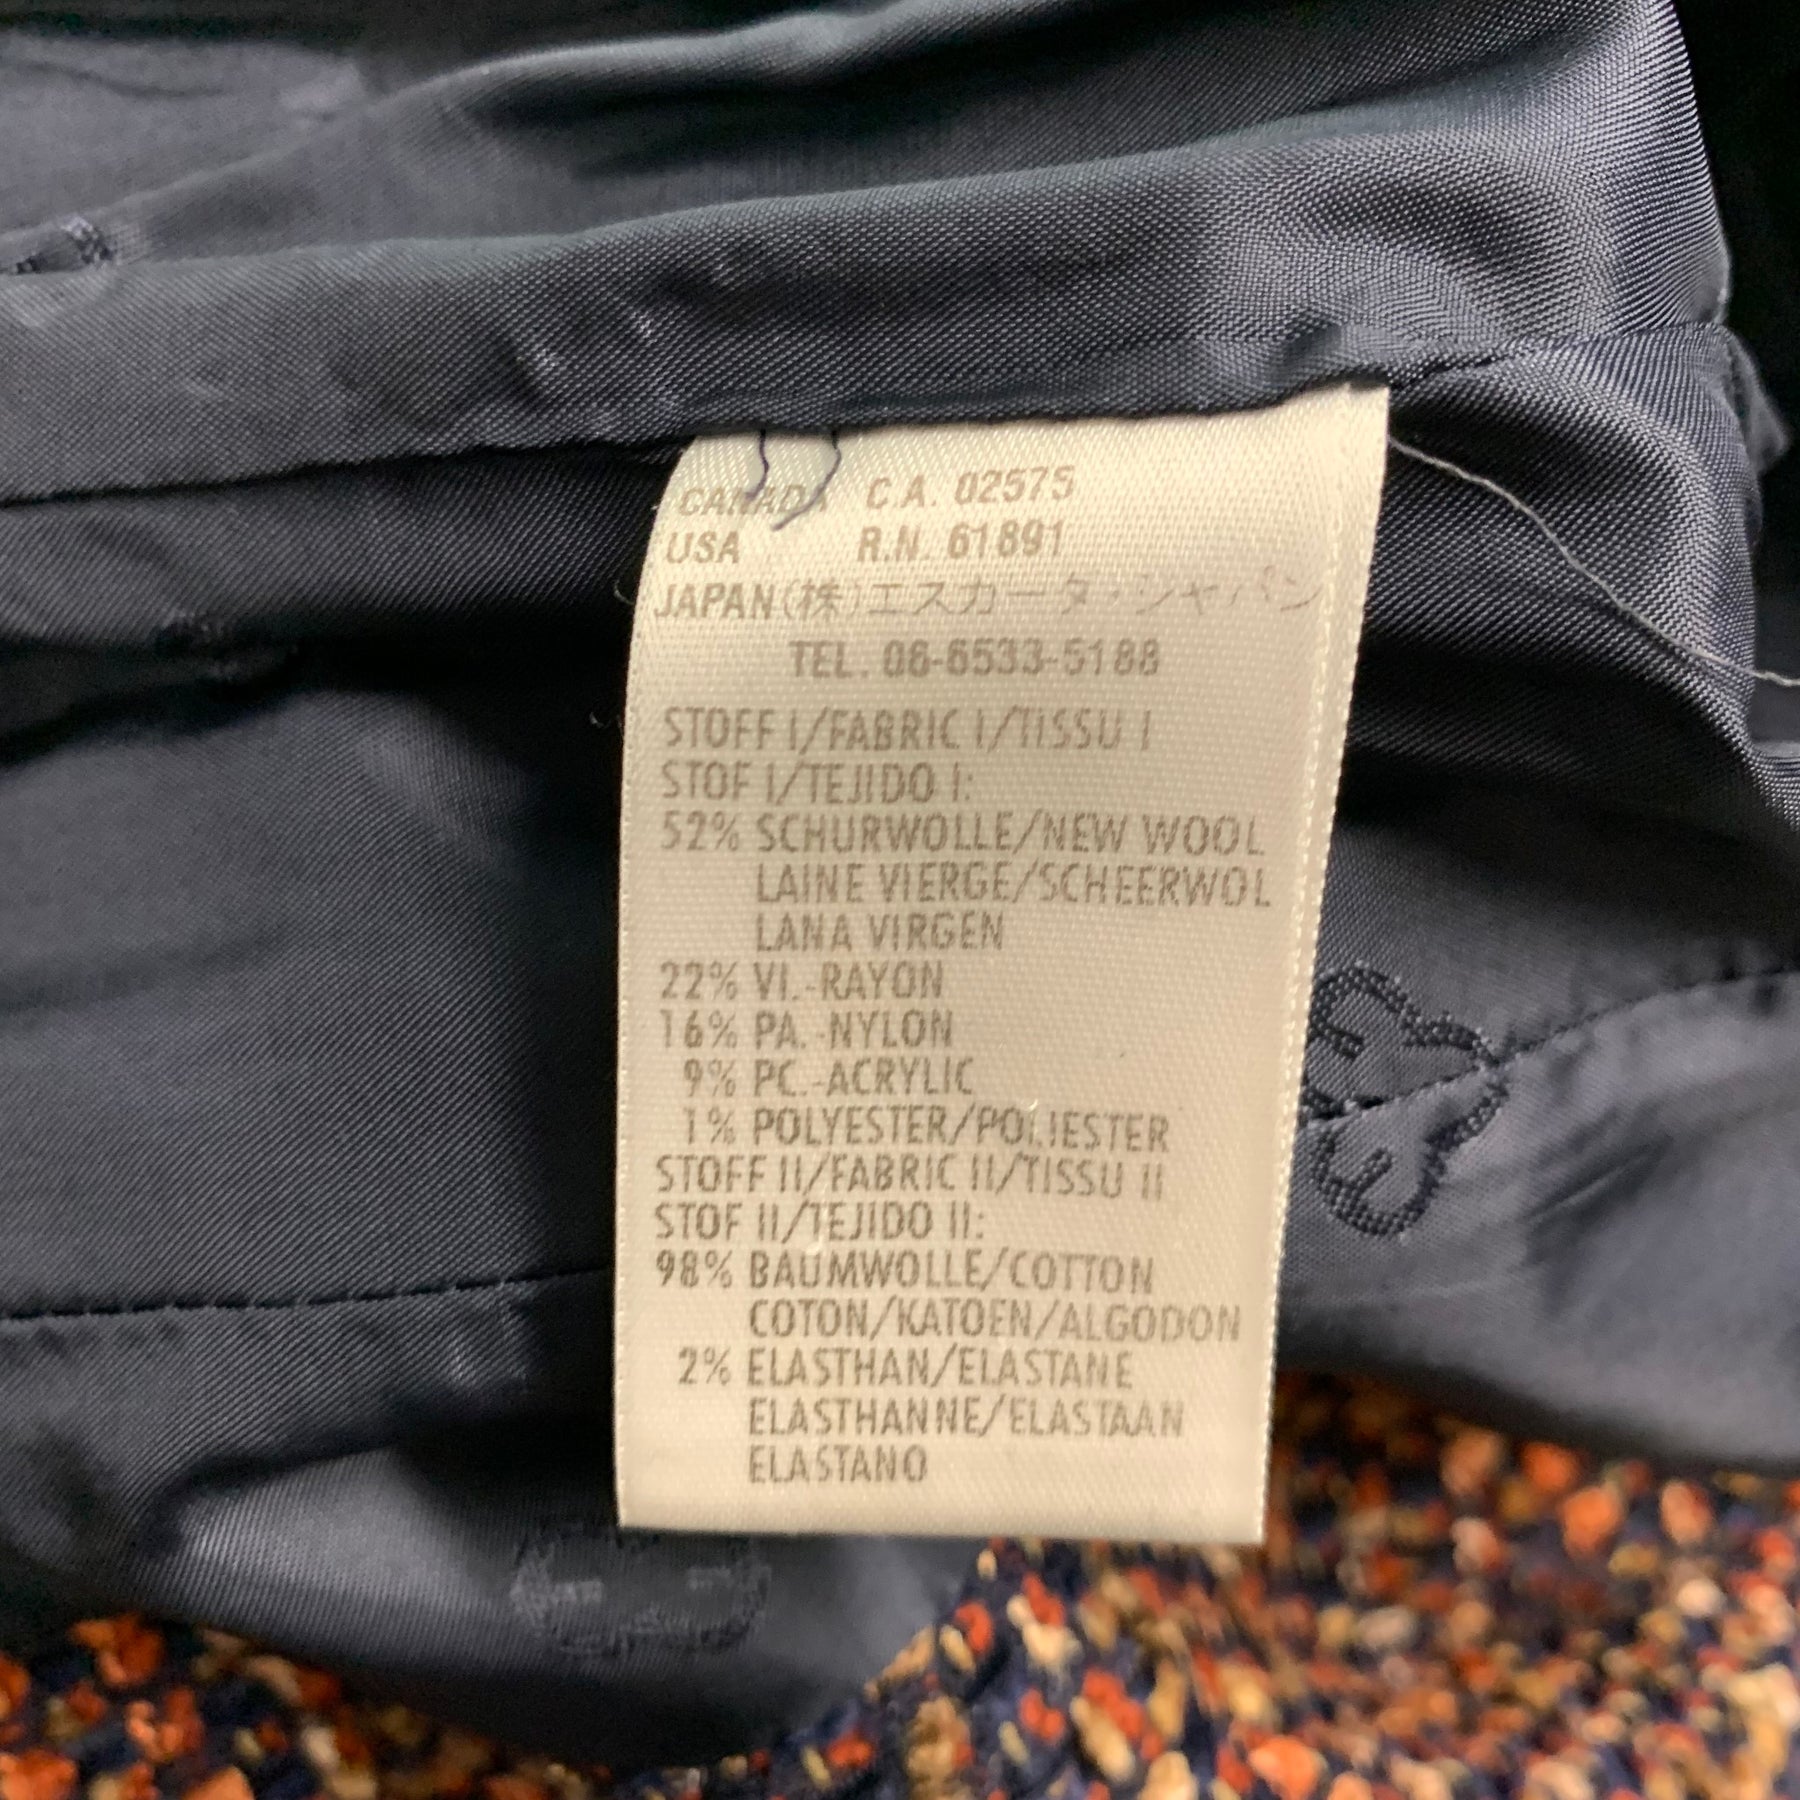 CANADA C.A. 02575
USA R.N. 61891
JAPAN(株)エスカーダ・ジャパン
TEL. 06-6533-5188
STOFF I/FABRIC I/TISSU I
STOF I/TEJIDO I:
52% SCHURWOLLE/NEW WOOL
LAINE VIERGE/SCHEERWOL
LANA VIRGEN
22% VI.-RAYON
16% PA.-NYLON
9% PC.-ACRYLIC
1% POLYESTER/POLIESTER
STOFF II/FABRIC II/TISSU II
STOF II/TEJIDO II:
98% BAUMWOLLE/COTTON
COTON/KATOEN/ALGODON
2% ELASTHAN/ELASTANE
ELASTHANNE/ELASTAAN
ELASTANO